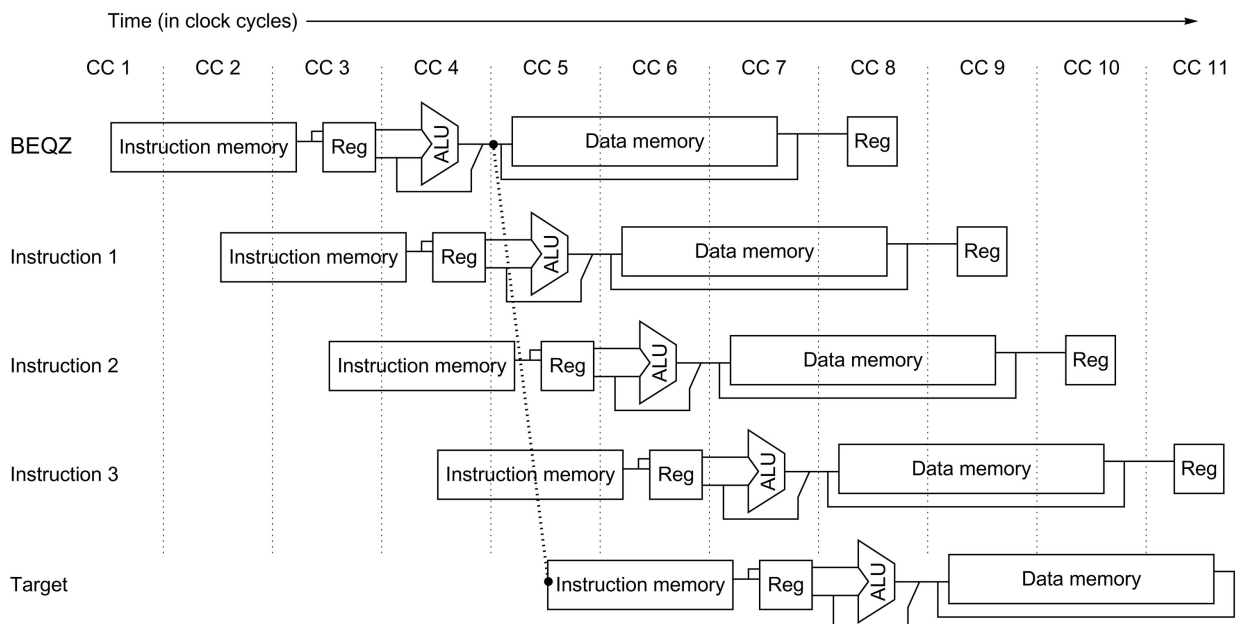 Time (in clock cycles)
CC 1 CC 2 CC 3 CC 4 CC 5 CC 6 CC 7 CC 8 CC 9 CC 10 CC 11
BEQZ Instruction memory Reg ALU Data memory Reg
Instruction 1 Instruction memory Reg ALU Data memory Reg
Instruction 2 Instruction memory Reg ALU Data memory Reg
Instruction 3 Instruction memory Reg ALU Data memory Reg
Target Instruction memory Reg ALU Data memory